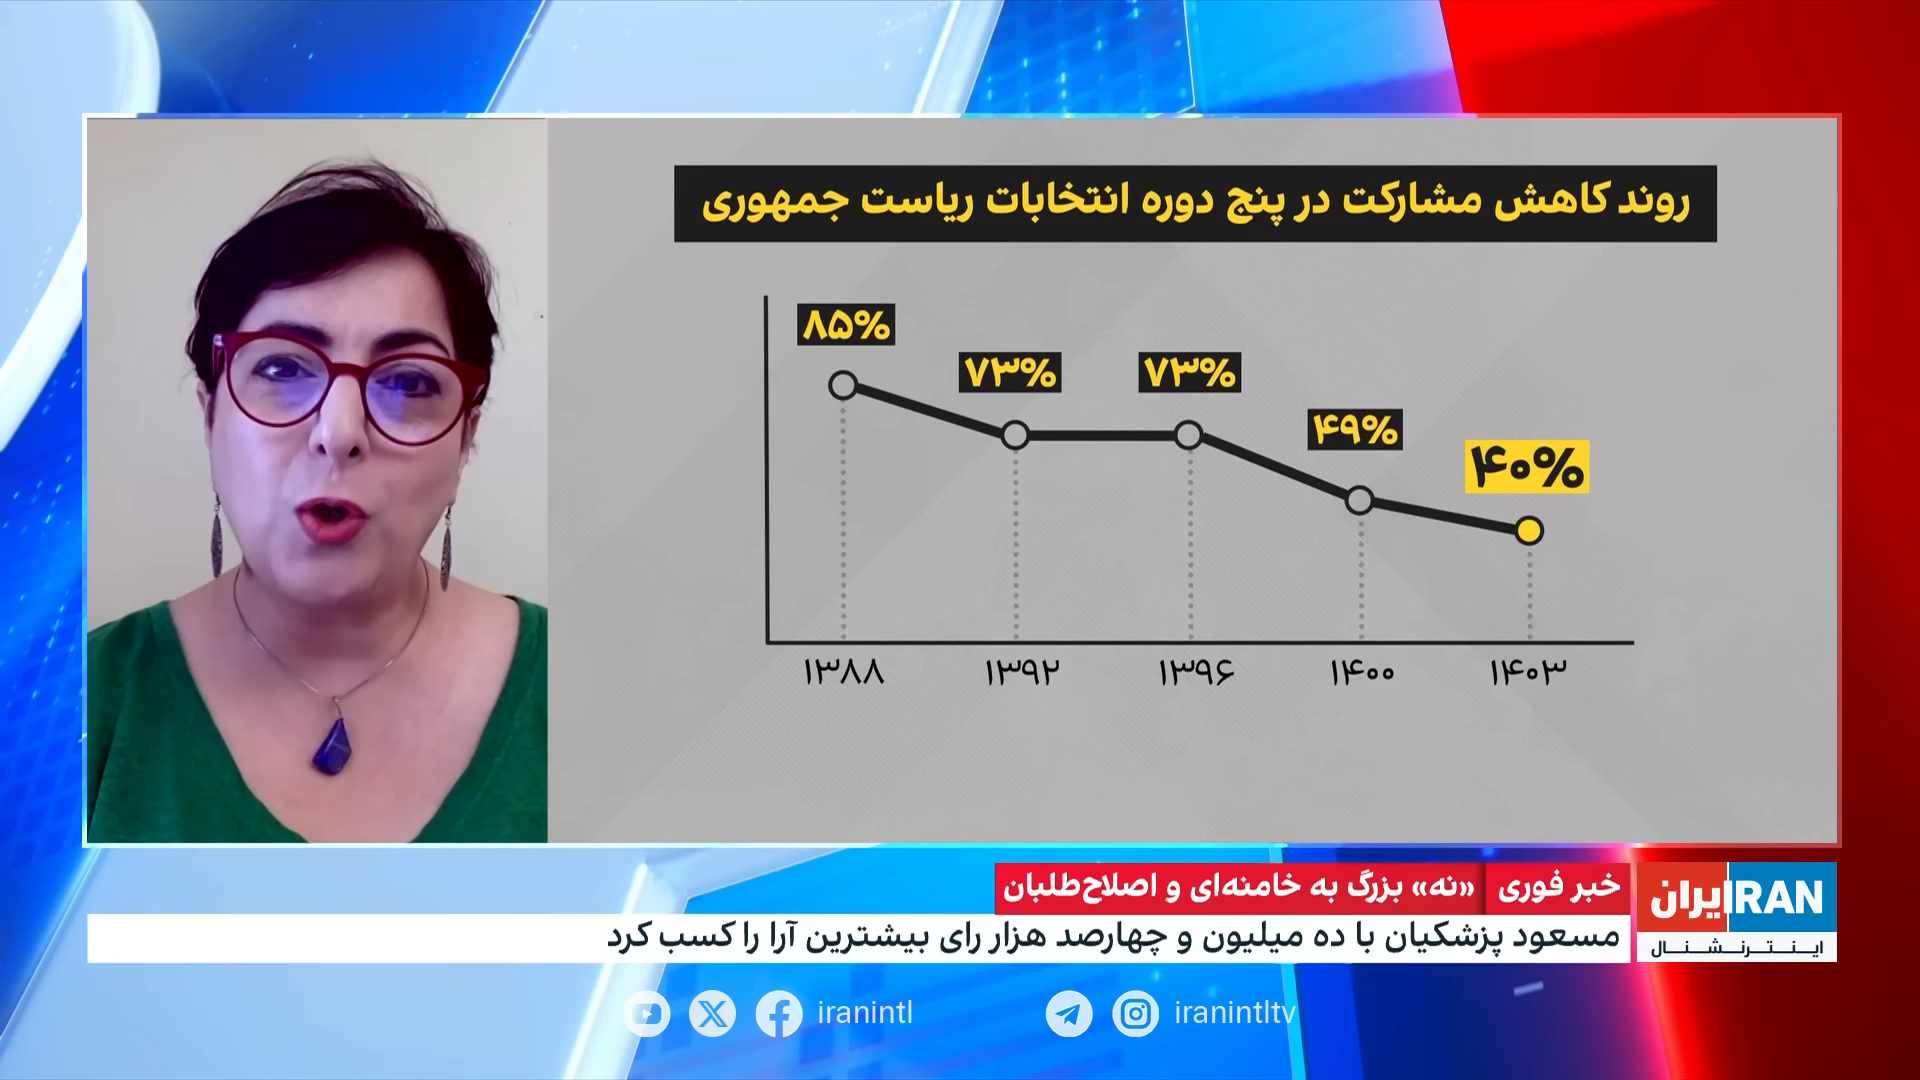 روند کاهش مشارکت در پنج دوره انتخابات ریاست جمهوری
۸۵%
۷۳%
۷۳%
۴۹%
۴۰%
۱۳۸۸
۱۳۹۲
۱۳۹۶
۱۴۰۰
۱۴۰۳
خبر فوری «نه» بزرگ به خامنه‌ای و اصلاح‌طلبان
مسعود پزشکیان با ده میلیون و چهارصد هزار رای بیشترین آرا را کسب کرد
ایران IRAN
اینترنشنال
iranintl
iranintltv